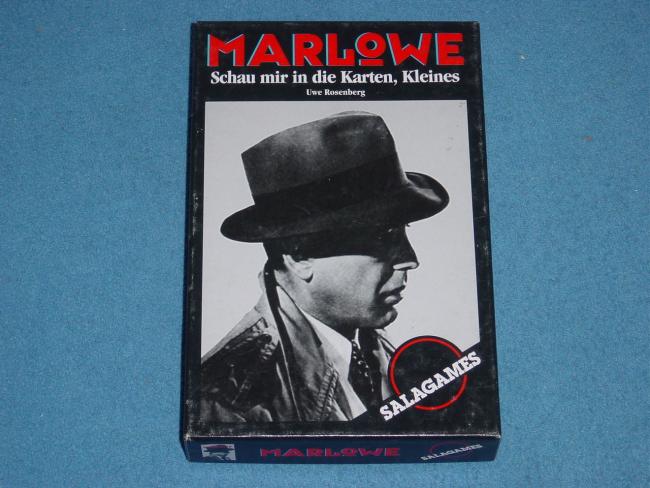 MARLOWE
Schau mir in die Karten, Kleines
Uwe Rosenberg
SALAGAMES
MARLOWE
SALAGAMES